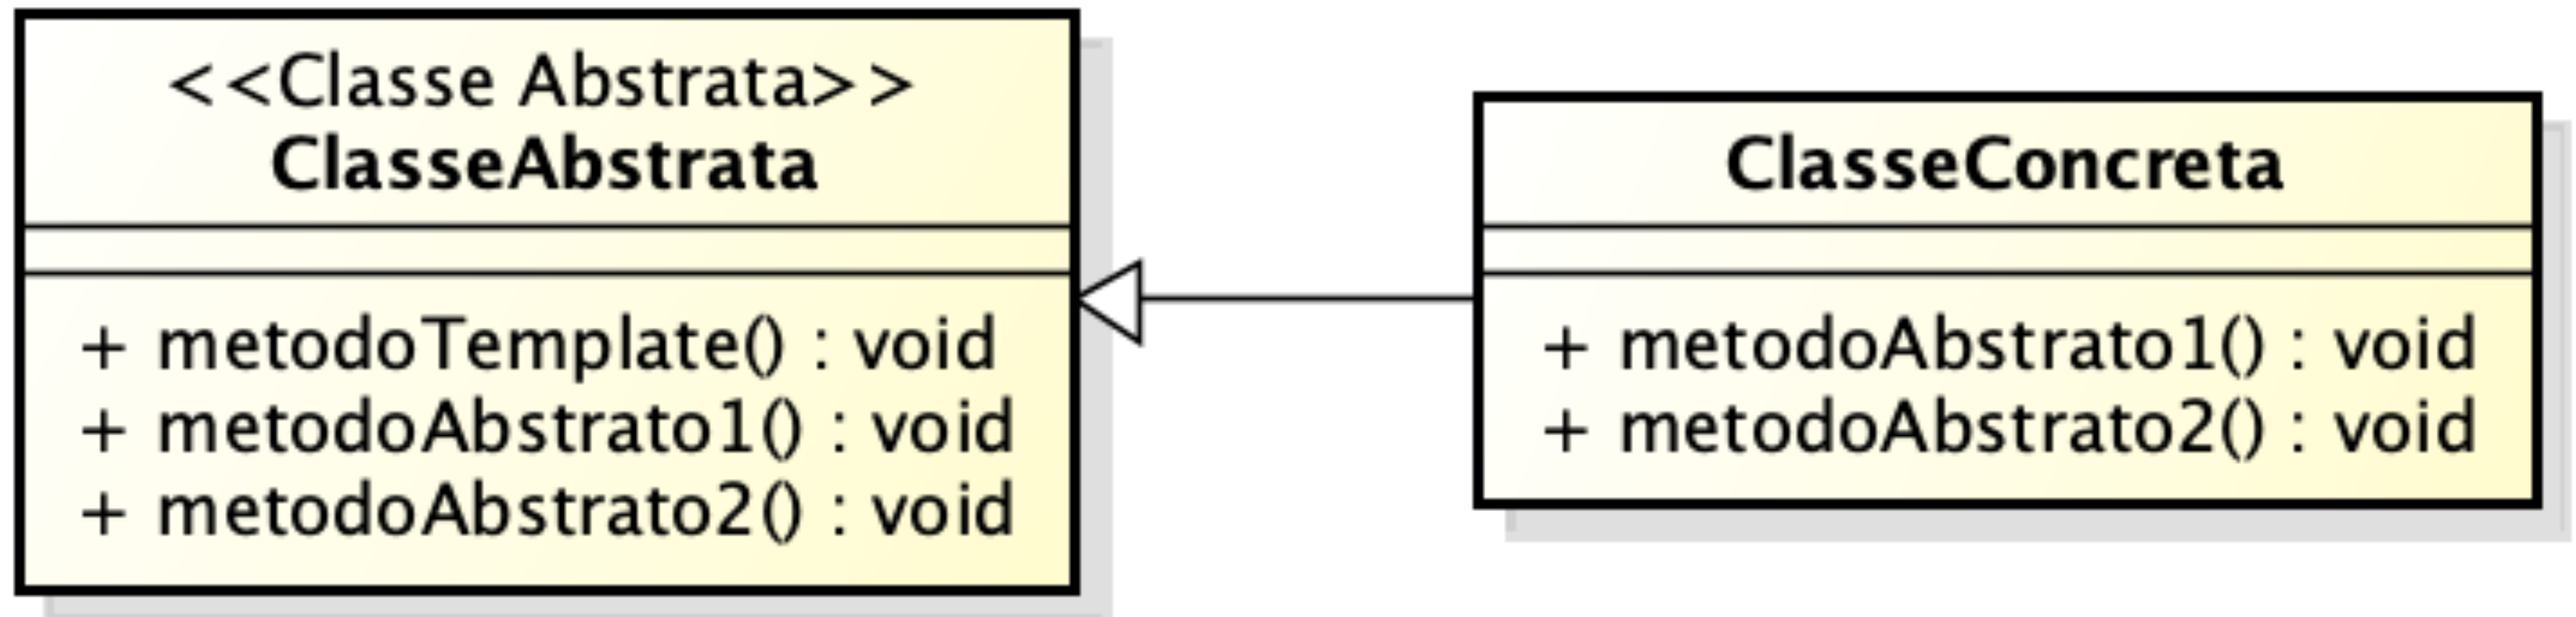 <<Classe Abstrata>>
ClasseAbstrata
+ metodoTemplate() : void
+ metodoAbstrato1() : void
+ metodoAbstrato2() : void
ClasseConcreta
+ metodoAbstrato1() : void
+ metodoAbstrato2() : void